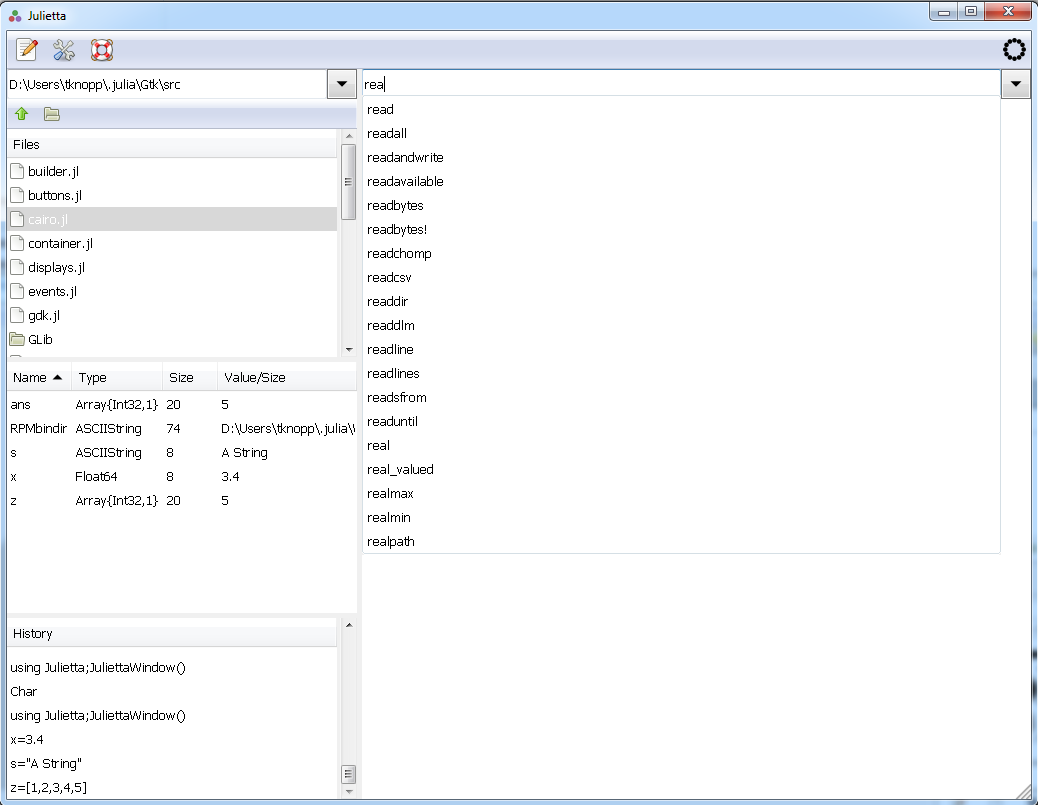 Julietta
D:\Users\tknopp\.julia\Gtk\src
Files
builder.jl
buttons.jl
cairo.jl
container.jl
displays.jl
events.jl
gdk.jl
GLib
Name Type Size Value/Size
ans Array{Int32,1} 20 5
RPMbindir ASCIIString 74 D:\Users\tknopp\.julia\
s ASCIIString 8 A String
x Float64 8 3.4
z Array{Int32,1} 20 5
History
using Julietta;JuliettaWindow()
Char
using Julietta;JuliettaWindow()
x=3.4
s="A String"
z=[1,2,3,4,5]
rea
read
readall
readandwrite
readavailable
readbytes
readbytes!
readchomp
readcsv
readdir
readdlm
readline
readlines
readsfrom
readuntil
real
real_valued
realmax
realmin
realpath